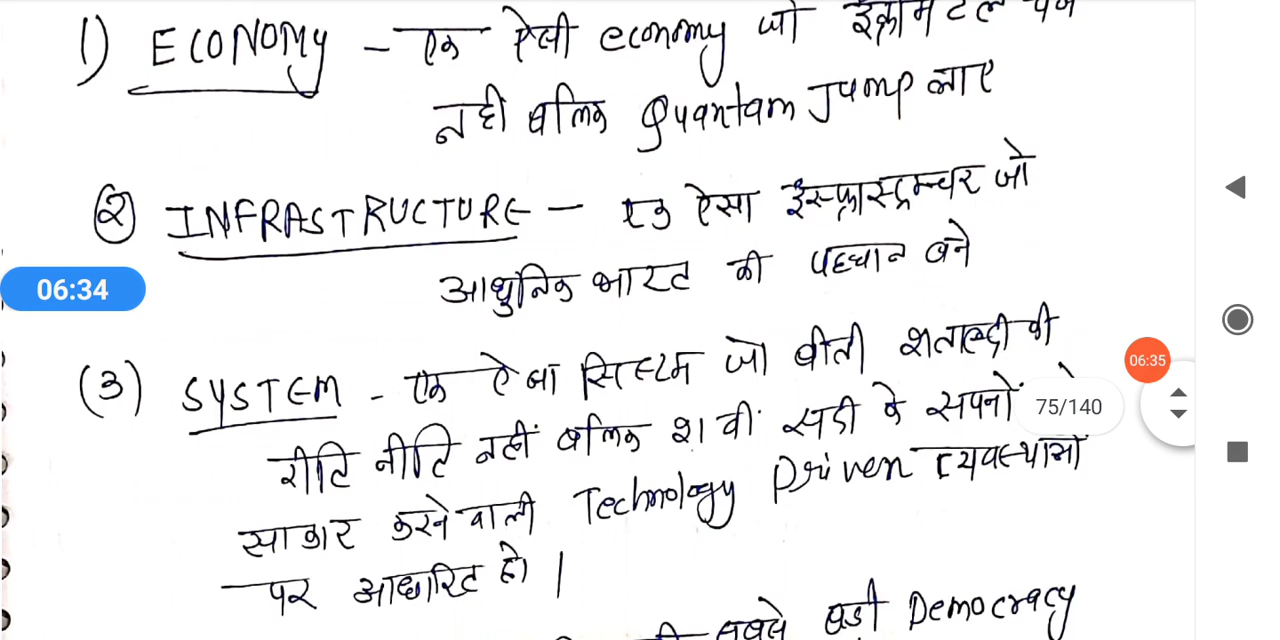 1) ECONOMY - एक ऐसी economy जो
नही बल्कि Quantam Jump लाए
② INFRASTRUCTURE - एक ऐसा इंफ्रास्ट्रक्चर जो
आधुनिक भारत की पहचान बने
06:34
(3) SYSTEM - एक ऐसा सिस्टम जो बीती शताब्दी की
06:35
75/140
रीति नीति नहीं बल्कि 21 वीं सदी के सपनों
साकार करने वाली Technology Driven व्यवस्थाओं
पर आधारित हो।
सबसे बड़ी Democracy